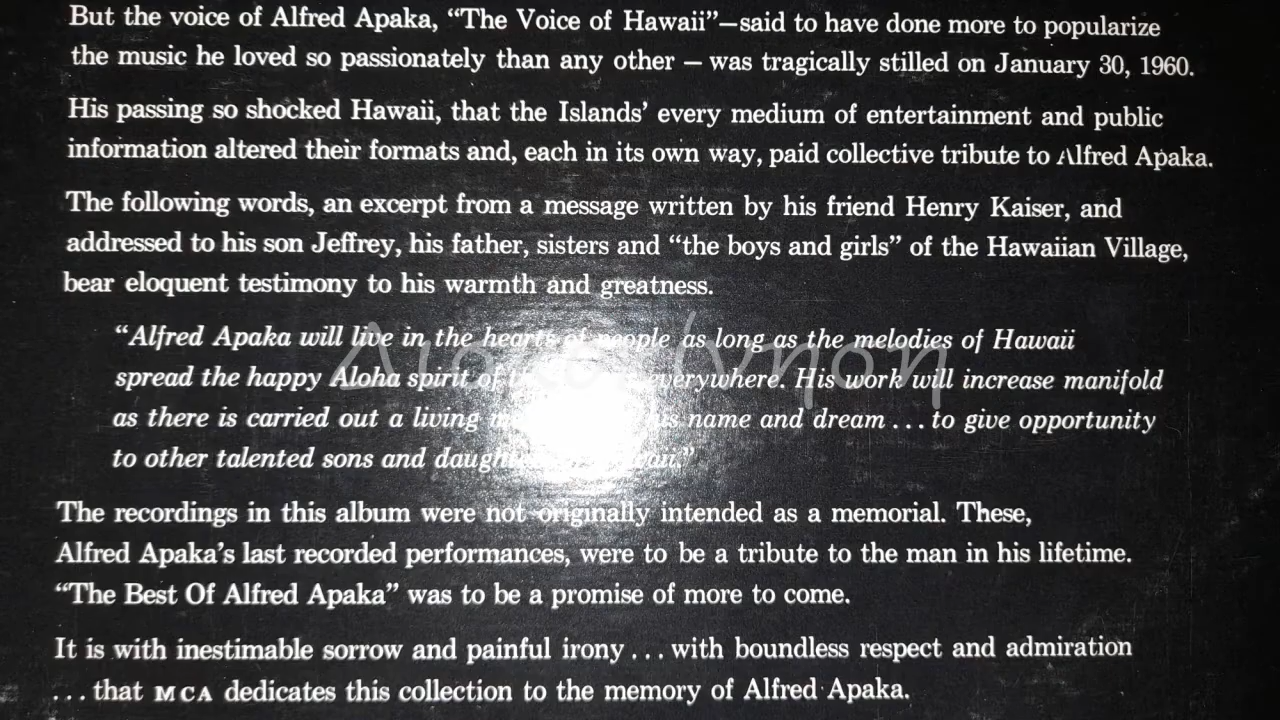 But the voice of Alfred Apaka, “The Voice of Hawaii”—said to have done more to popularize
the music he loved so passionately than any other — was tragically stilled on January 30, 1960.
His passing so shocked Hawaii, that the Islands’ every medium of entertainment and public
information altered their formats and, each in its own way, paid collective tribute to Alfred Apaka.
The following words, an excerpt from a message written by his friend Henry Kaiser, and
addressed to his son Jeffrey, his father, sisters and “the boys and girls” of the Hawaiian Village,
bear eloquent testimony to his warmth and greatness.
“Alfred Apaka will live in the hearts of people as long as the melodies of Hawaii
spread the happy Aloha spirit of everywhere. His work will increase manifold
as there is carried out a living name and dream . . . to give opportunity
to other talented sons and
The recordings in this album were not originally intended as a memorial. These,
Alfred Apaka’s last recorded performances, were to be a tribute to the man in his lifetime.
“The Best Of Alfred Apaka” was to be a promise of more to come.
It is with inestimable sorrow and painful irony . . . with boundless respect and admiration
. . . that MCA dedicates this collection to the memory of Alfred Apaka.